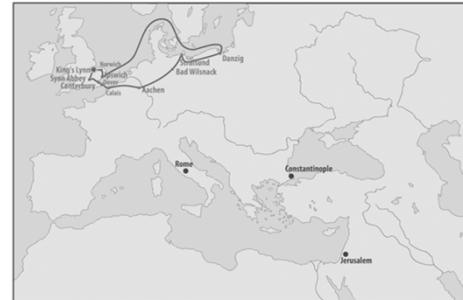 Norwich
King's Lynn
Ipswich
Syon Abbey
Dover
Canterbury
Calais
Aachen
Stralsund
Bad Wilsnack
Danzig
Rome
Constantinople
Jerusalem